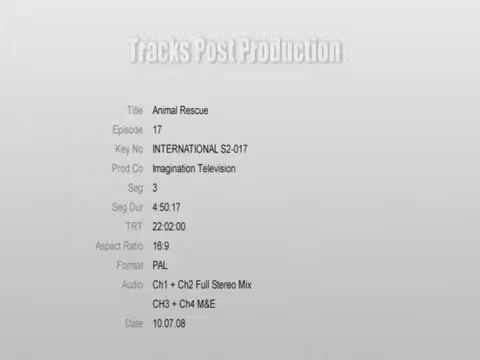 Tracks Post Production
Title Animal Rescue
Episode 17
Key No INTERNATIONAL S2-017
Prod Co Imagination Television
Seg 3
Seg Dur 4:50:17
TRT 22:02:00
Aspect Ratio 16:9
Format PAL
Audio Ch1 + Ch2 Full Stereo Mix
CH3 + Ch4 M&E
Date 10.07.08